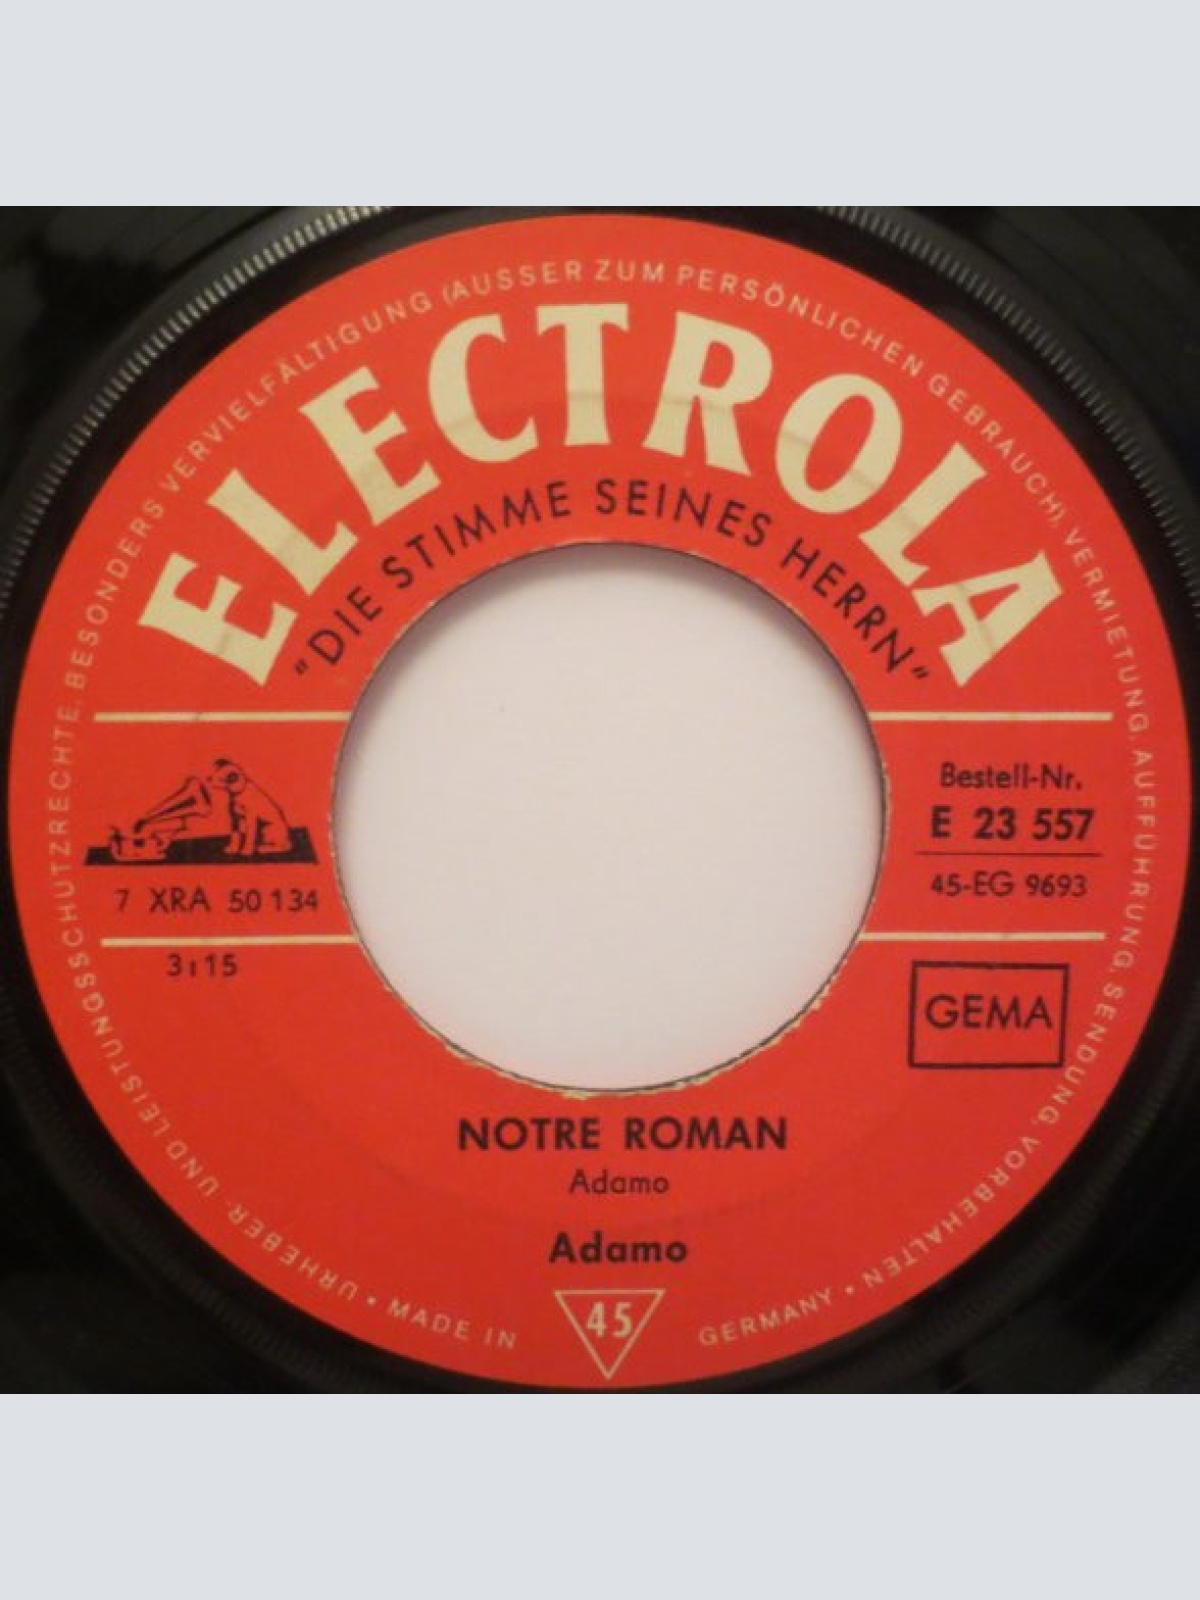 URHEBER- UND LEISTUNGSSCHUTZRECHTE, BESONDERS VERVIELFÄLTIGUNG (AUSSER ZUM PERSÖNLICHEN GEBRAUCH), VERMIETUNG, AUFFÜHRUNG, SENDUNG, VORBEHALTEN •
ELECTROLA
"DIE STIMME SEINES HERRN"
Bestell-Nr.
E 23 557
7 XRA 50 134
45-EG 9693
3:15
GEMA
NOTRE ROMAN
Adamo
Adamo
• MADE IN
45
GERMANY